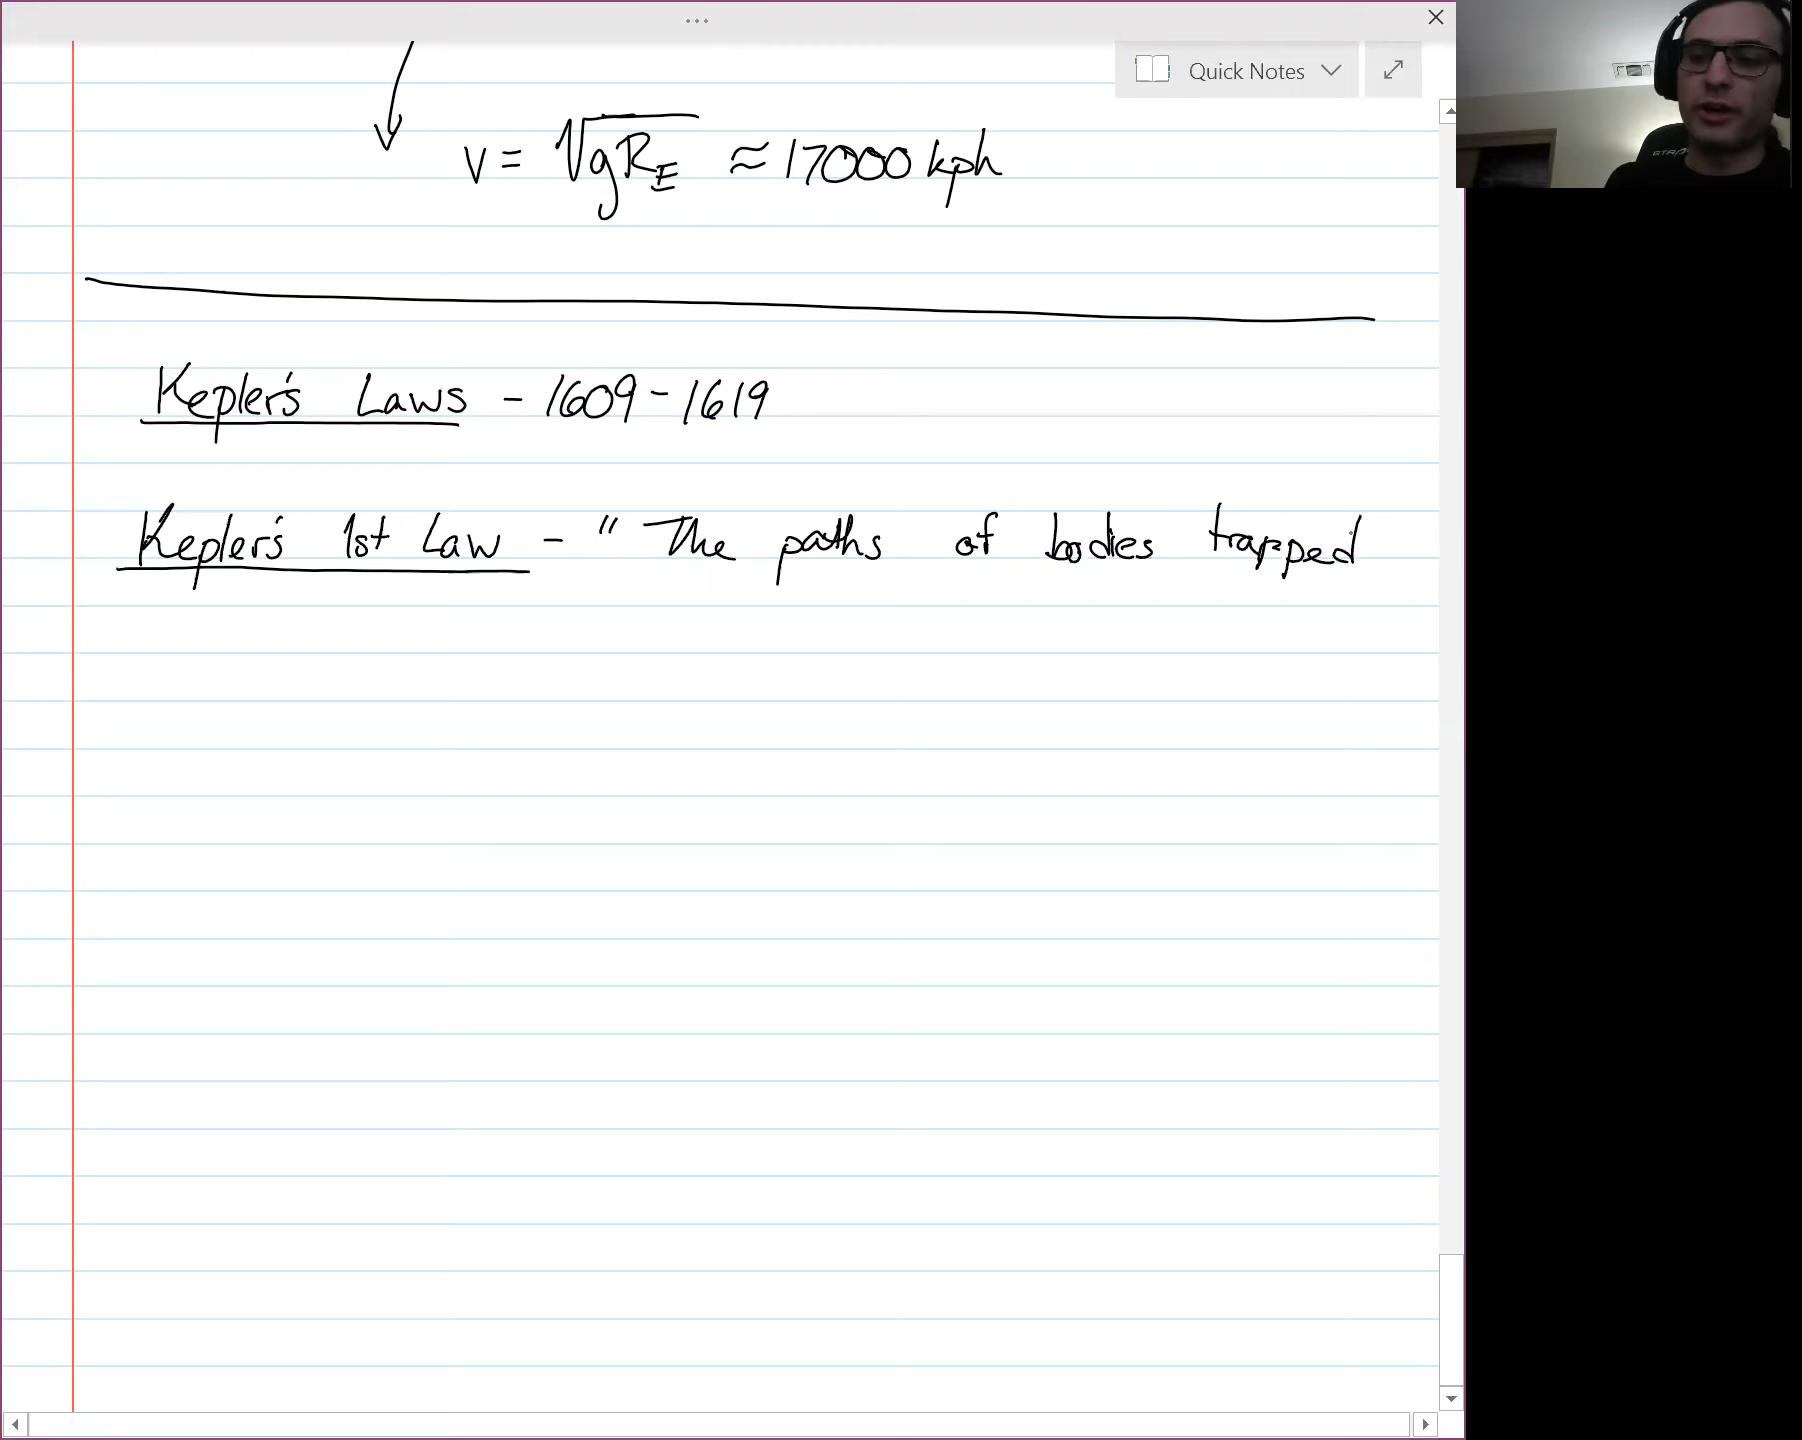 Quick Notes
v = √gR_E ≈ 17000 kph
Kepler's Laws - 1609 - 1619
Kepler's 1st Law - " The paths of bodies trapped